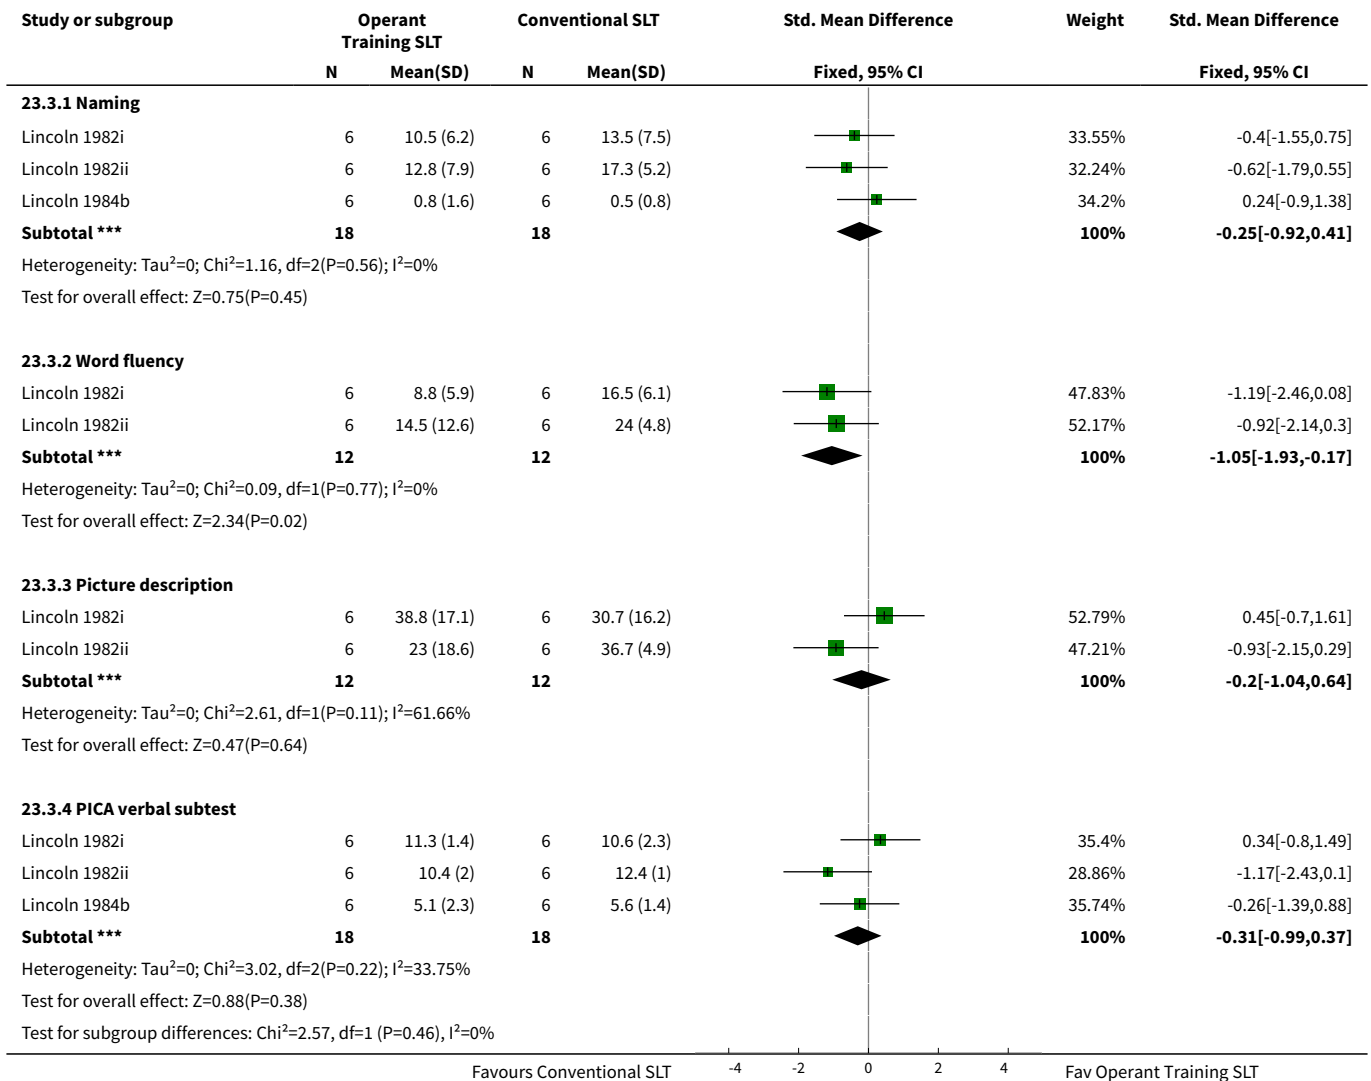 Study or subgroup Operant Training SLT Conventional SLT Std. Mean Difference Weight Std. Mean Difference
N Mean(SD) N Mean(SD) Fixed, 95% CI Fixed, 95% CI
23.3.1 Naming
Lincoln 1982i 6 10.5 (6.2) 6 13.5 (7.5) 33.55% -0.4[-1.55,0.75]
Lincoln 1982ii 6 12.8 (7.9) 6 17.3 (5.2) 32.24% -0.62[-1.79,0.55]
Lincoln 1984b 6 0.8 (1.6) 6 0.5 (0.8) 34.2% 0.24[-0.9,1.38]
Subtotal *** 18 18 100% -0.25[-0.92,0.41]
Heterogeneity: Tau²=0; Chi²=1.16, df=2(P=0.56); I²=0%
Test for overall effect: Z=0.75(P=0.45)
23.3.2 Word fluency
Lincoln 1982i 6 8.8 (5.9) 6 16.5 (6.1) 47.83% -1.19[-2.46,0.08]
Lincoln 1982ii 6 14.5 (12.6) 6 24 (4.8) 52.17% -0.92[-2.14,0.3]
Subtotal *** 12 12 100% -1.05[-1.93,-0.17]
Heterogeneity: Tau²=0; Chi²=0.09, df=1(P=0.77); I²=0%
Test for overall effect: Z=2.34(P=0.02)
23.3.3 Picture description
Lincoln 1982i 6 38.8 (17.1) 6 30.7 (16.2) 52.79% 0.45[-0.7,1.61]
Lincoln 1982ii 6 23 (18.6) 6 36.7 (4.9) 47.21% -0.93[-2.15,0.29]
Subtotal *** 12 12 100% -0.2[-1.04,0.64]
Heterogeneity: Tau²=0; Chi²=2.61, df=1(P=0.11); I²=61.66%
Test for overall effect: Z=0.47(P=0.64)
23.3.4 PICA verbal subtest
Lincoln 1982i 6 11.3 (1.4) 6 10.6 (2.3) 35.4% 0.34[-0.8,1.49]
Lincoln 1982ii 6 10.4 (2) 6 12.4 (1) 28.86% -1.17[-2.43,0.1]
Lincoln 1984b 6 5.1 (2.3) 6 5.6 (1.4) 35.74% -0.26[-1.39,0.88]
Subtotal *** 18 18 100% -0.31[-0.99,0.37]
Heterogeneity: Tau²=0; Chi²=3.02, df=2(P=0.22); I²=33.75%
Test for overall effect: Z=0.88(P=0.38)
Test for subgroup differences: Chi²=2.57, df=1 (P=0.46), I²=0%
Favours Conventional SLT -4 -2 0 2 4 Fav Operant Training SLT